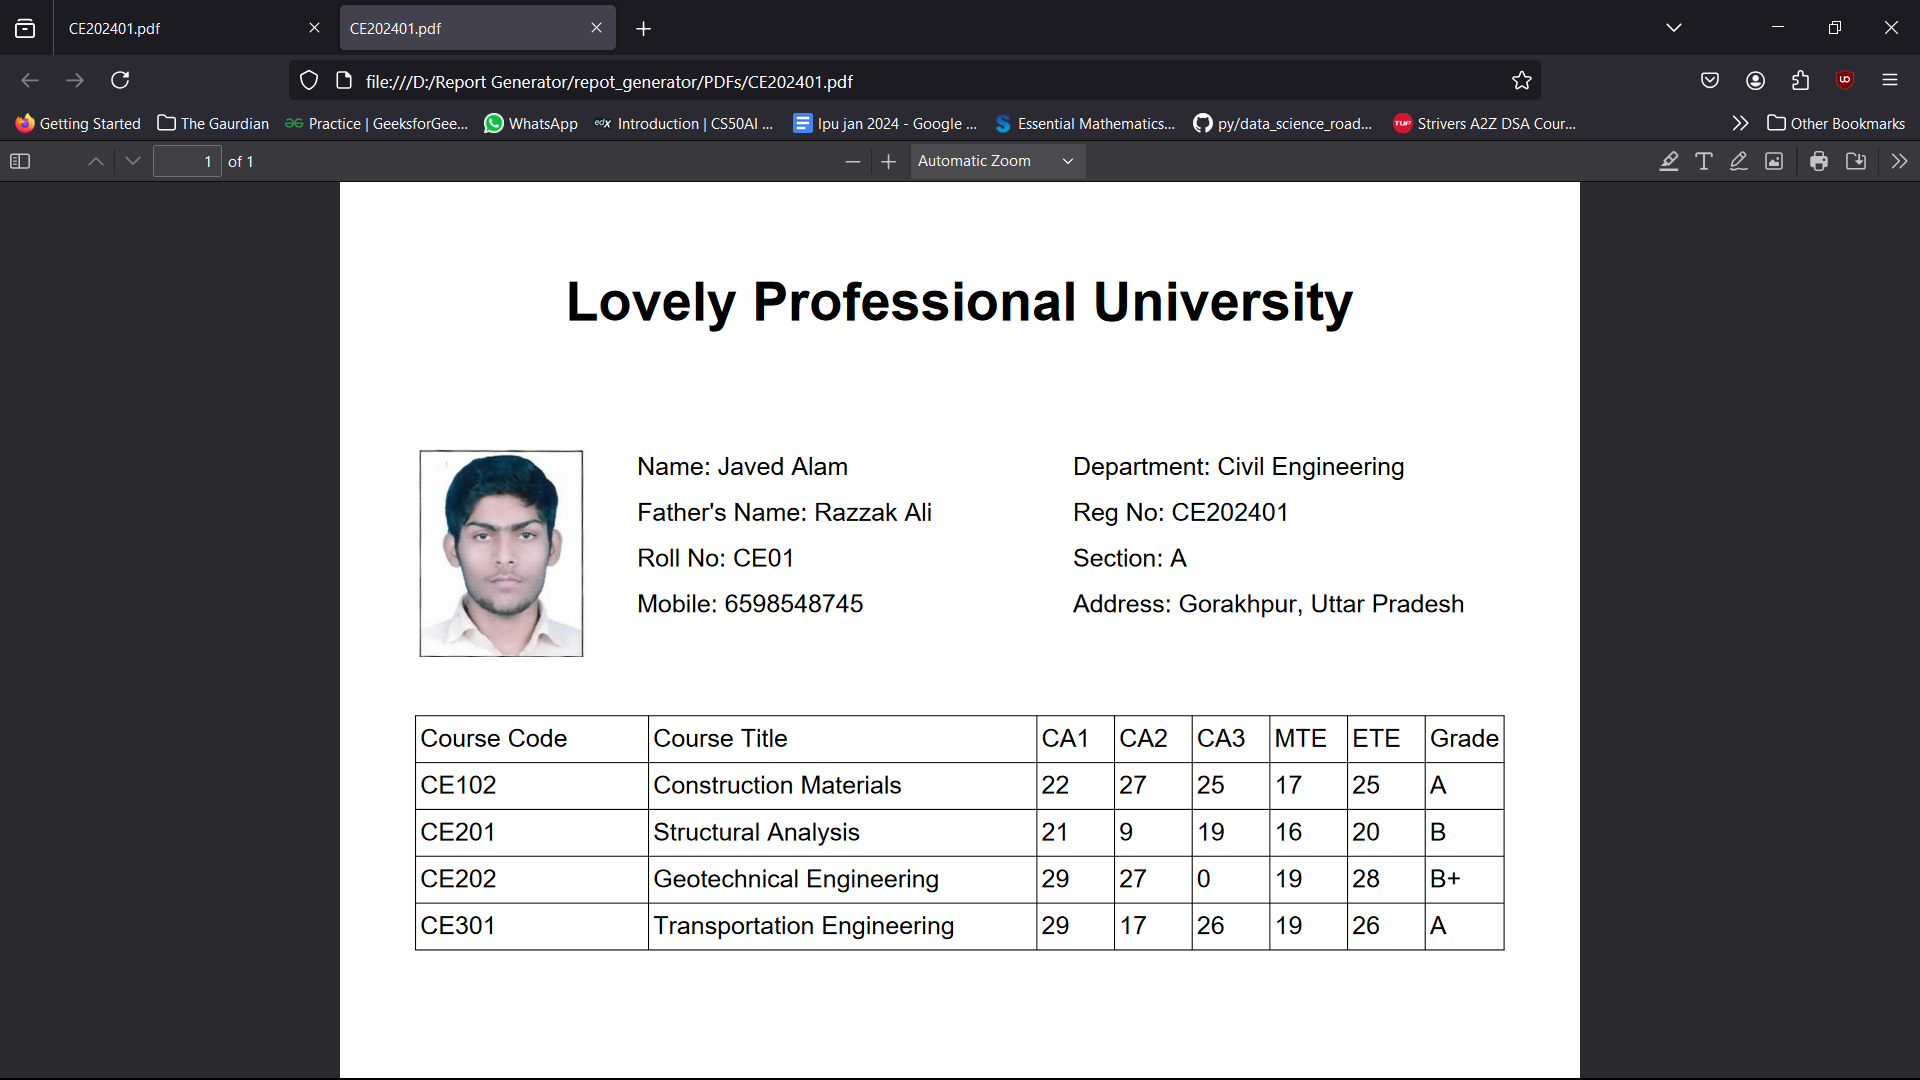 CE202401.pdf
CE202401.pdf
file:///D:/Report Generator/repot_generator/PDFs/CE202401.pdf
Getting Started The Gaurdian Practice | GeeksforGee... WhatsApp edX Introduction | CS50AI ... Ipu jan 2024 - Google ... Essential Mathematics... py/data_science_road... TUF Strivers A2Z DSA Cour... Other Bookmarks
1 of 1 Automatic Zoom
Lovely Professional University
Name: Javed Alam Department: Civil Engineering
Father's Name: Razzak Ali Reg No: CE202401
Roll No: CE01 Section: A
Mobile: 6598548745 Address: Gorakhpur, Uttar Pradesh
Course Code Course Title CA1 CA2 CA3 MTE ETE Grade
CE102 Construction Materials 22 27 25 17 25 A
CE201 Structural Analysis 21 9 19 16 20 B
CE202 Geotechnical Engineering 29 27 0 19 28 B+
CE301 Transportation Engineering 29 17 26 19 26 A